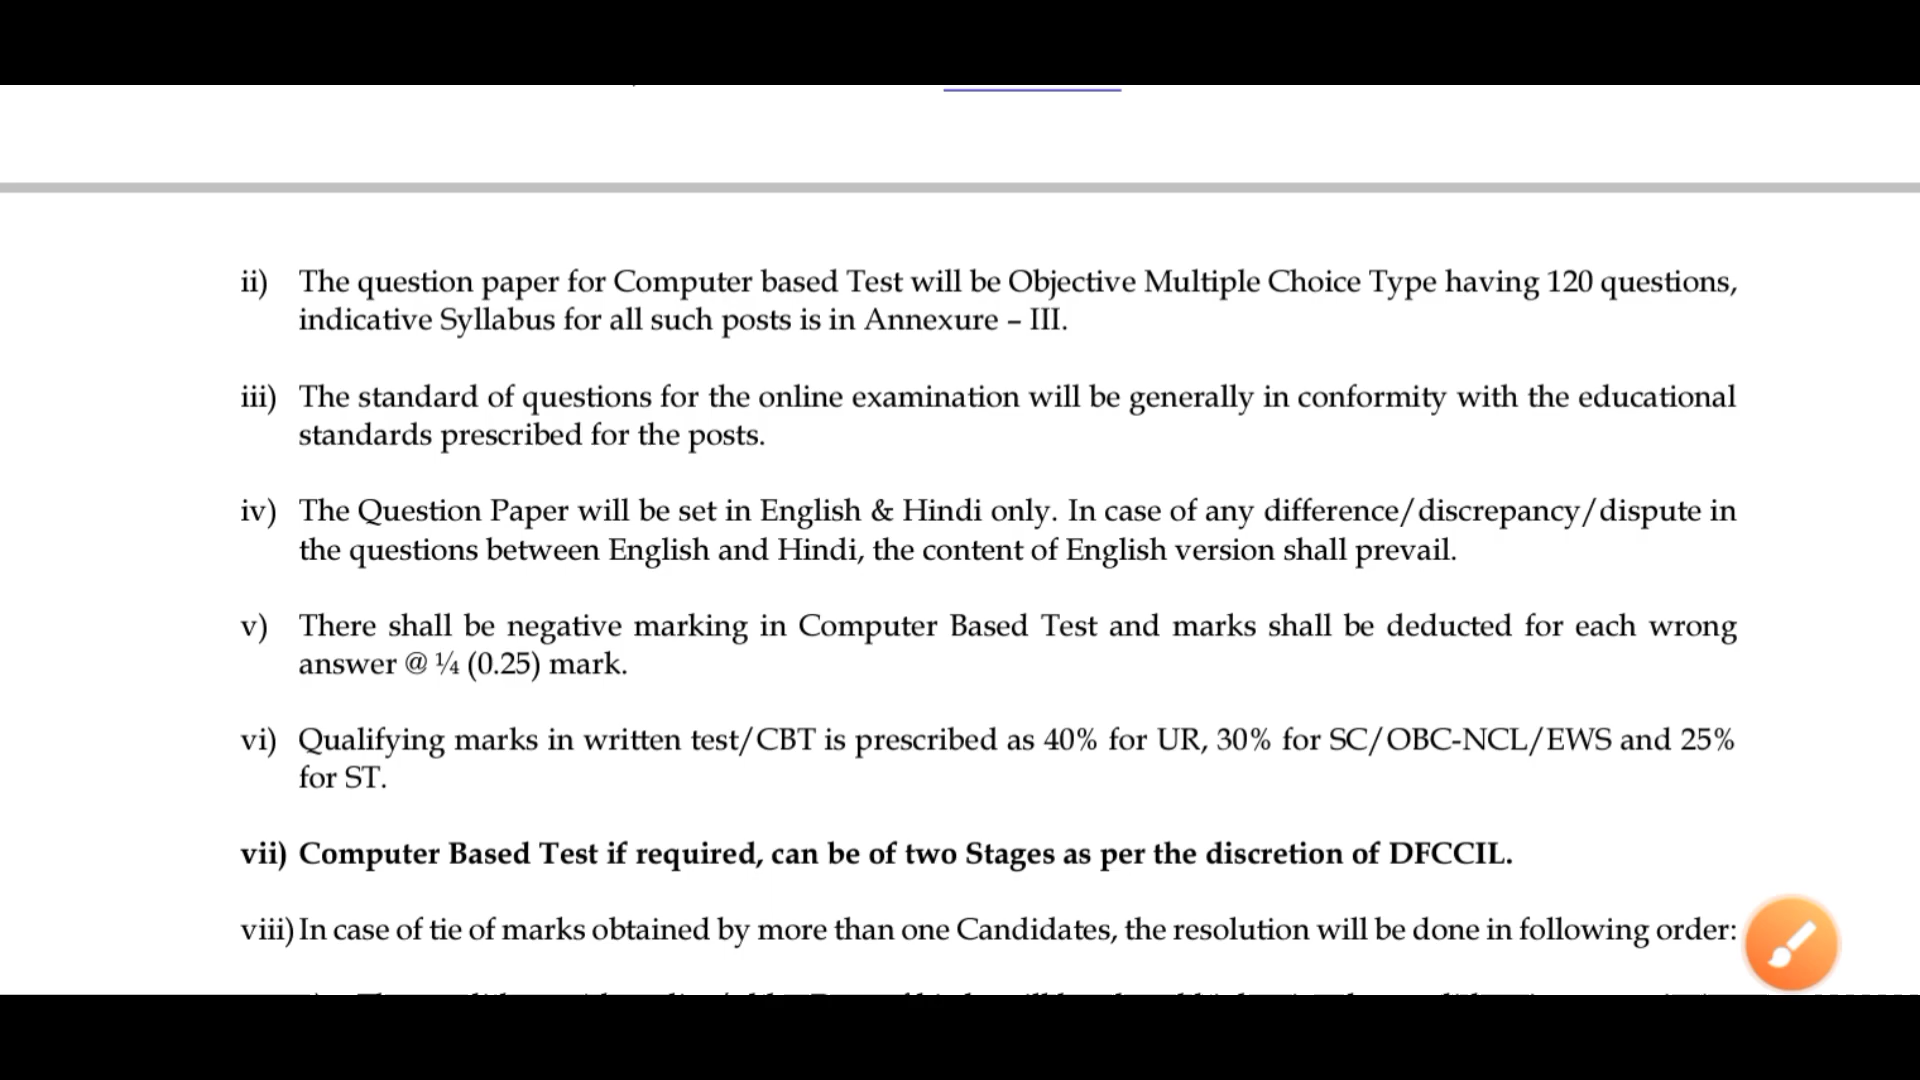 ii) The question paper for Computer based Test will be Objective Multiple Choice Type having 120 questions,
indicative Syllabus for all such posts is in Annexure – III.
iii) The standard of questions for the online examination will be generally in conformity with the educational
standards prescribed for the posts.
iv) The Question Paper will be set in English & Hindi only. In case of any difference/discrepancy/dispute in
the questions between English and Hindi, the content of English version shall prevail.
v) There shall be negative marking in Computer Based Test and marks shall be deducted for each wrong
answer @ ¼ (0.25) mark.
vi) Qualifying marks in written test/CBT is prescribed as 40% for UR, 30% for SC/OBC-NCL/EWS and 25%
for ST.
vii) Computer Based Test if required, can be of two Stages as per the discretion of DFCCIL.
viii) In case of tie of marks obtained by more than one Candidates, the resolution will be done in following order: